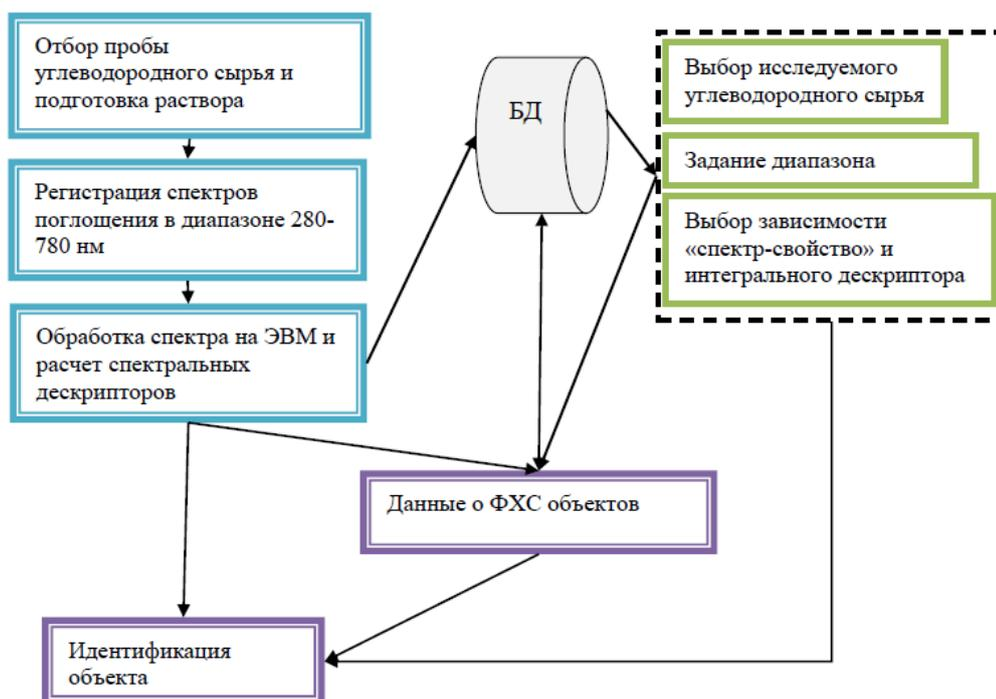 Отбор пробы
углеводородного сырья и
подготовка раствора
Регистрация спектров
поглощения в диапазоне 280-
780 нм
Обработка спектра на ЭВМ и
расчет спектральных
дескрипторов
БД
Выбор исследуемого
углеводородного сырья
Задание диапазона
Выбор зависимости
«спектр-свойство» и
интегрального дескриптора
Данные о ФХС объектов
Идентификация
объекта